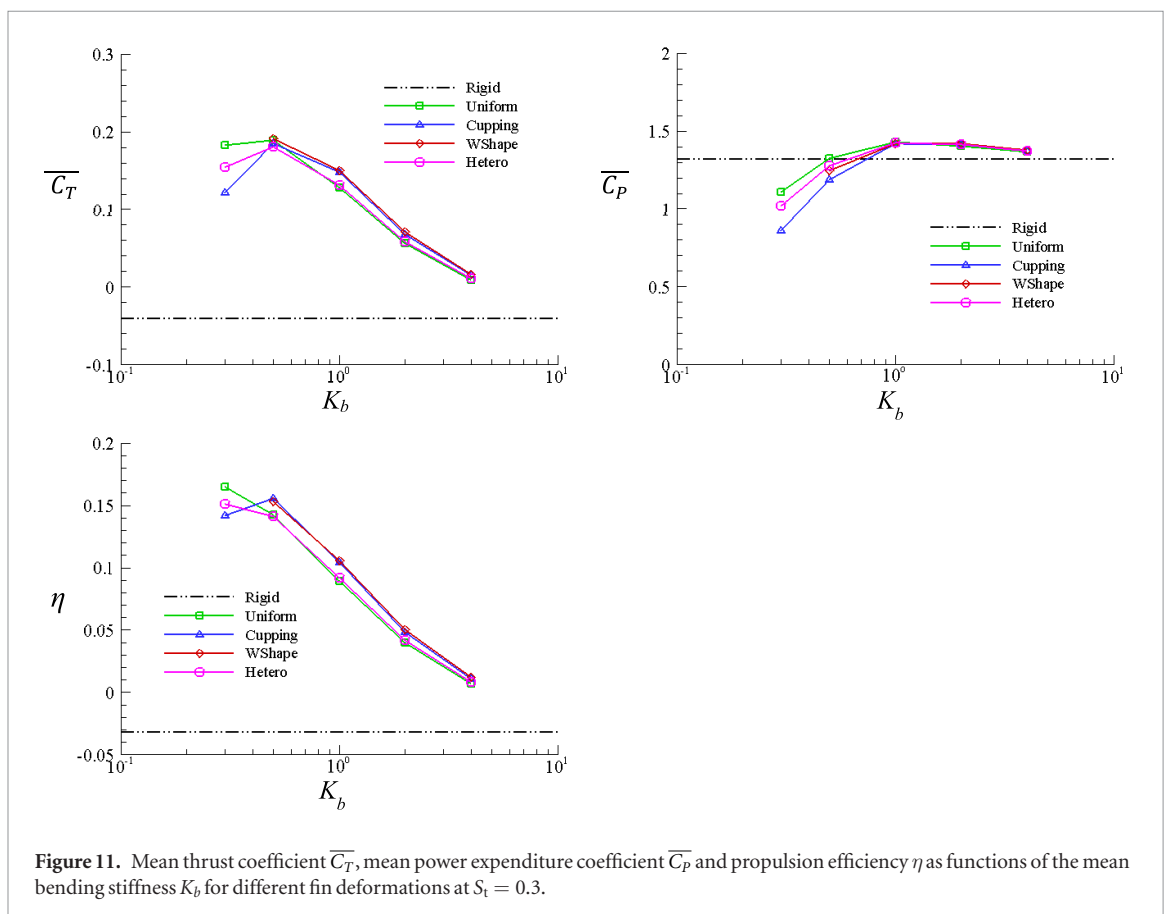 0.3
0.2
0.1
0
-0.1
C_T
Rigid
Uniform
Cupping
WShape
Hetero
10^-1
10^0
10^1
K_b
2
1.5
1
0.5
0
C_P
Rigid
Uniform
Cupping
WShape
Hetero
10^-1
10^0
10^1
K_b
0.2
0.15
0.1
0.05
0
-0.05
η
Rigid
Uniform
Cupping
WShape
Hetero
10^-1
10^0
10^1
K_b
Figure 11. Mean thrust coefficient C_T, mean power expenditure coefficient C_P and propulsion efficiency η as functions of the mean
bending stiffness K_b for different fin deformations at S_t = 0.3.